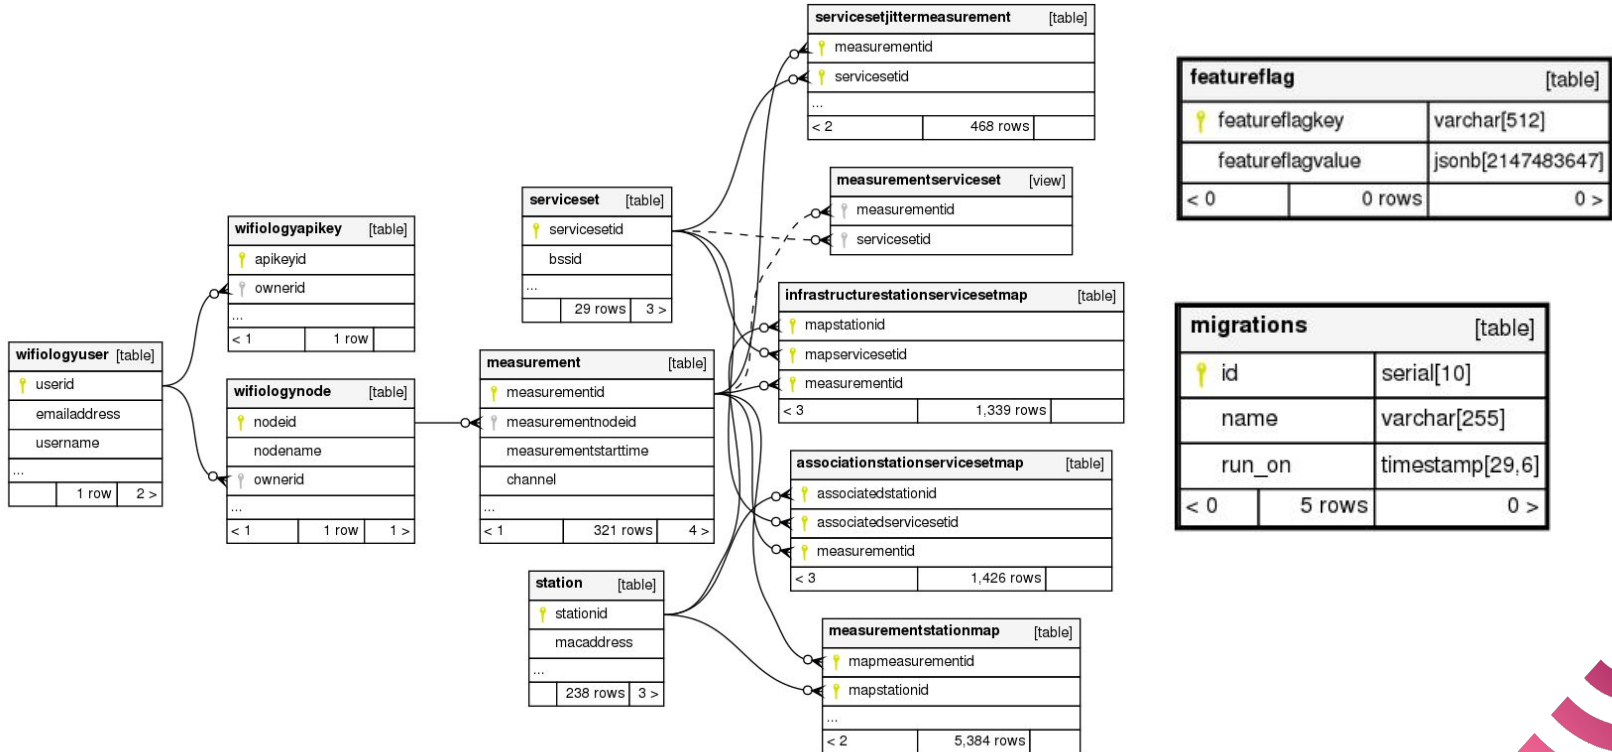 servicesetjittermeasurement [table]
measurementid
servicesetid
...
< 2 468 rows
featureflag [table]
featureflagkey varchar[512]
featureflagvalue jsonb[2147483647]
< 0 0 rows 0 >
measurementserviceset [view]
measurementid
servicesetid
serviceset [table]
servicesetid
bssid
...
29 rows 3 >
wifiologyapikey [table]
apikeyid
ownerid
...
< 1 1 row
infrastructurestationservicesetmap [table]
mapstationid
mapservicesetid
measurementid
< 3 1,339 rows
migrations [table]
id serial[10]
name varchar[255]
run_on timestamp[29,6]
< 0 5 rows 0 >
wifiologyuser [table]
userid
emailaddress
username
...
1 row 2 >
wifiologynode [table]
nodeid
nodename
ownerid
...
< 1 1 row 1 >
measurement [table]
measurementid
measurementnodeid
measurementstarttime
channel
...
< 1 321 rows 4 >
associationstationservicesetmap [table]
associatedstationid
associatedservicesetid
measurementid
< 3 1,426 rows
station [table]
stationid
macaddress
...
238 rows 3 >
measurementstationmap [table]
mapmeasurementid
mapstationid
...
< 2 5,384 rows